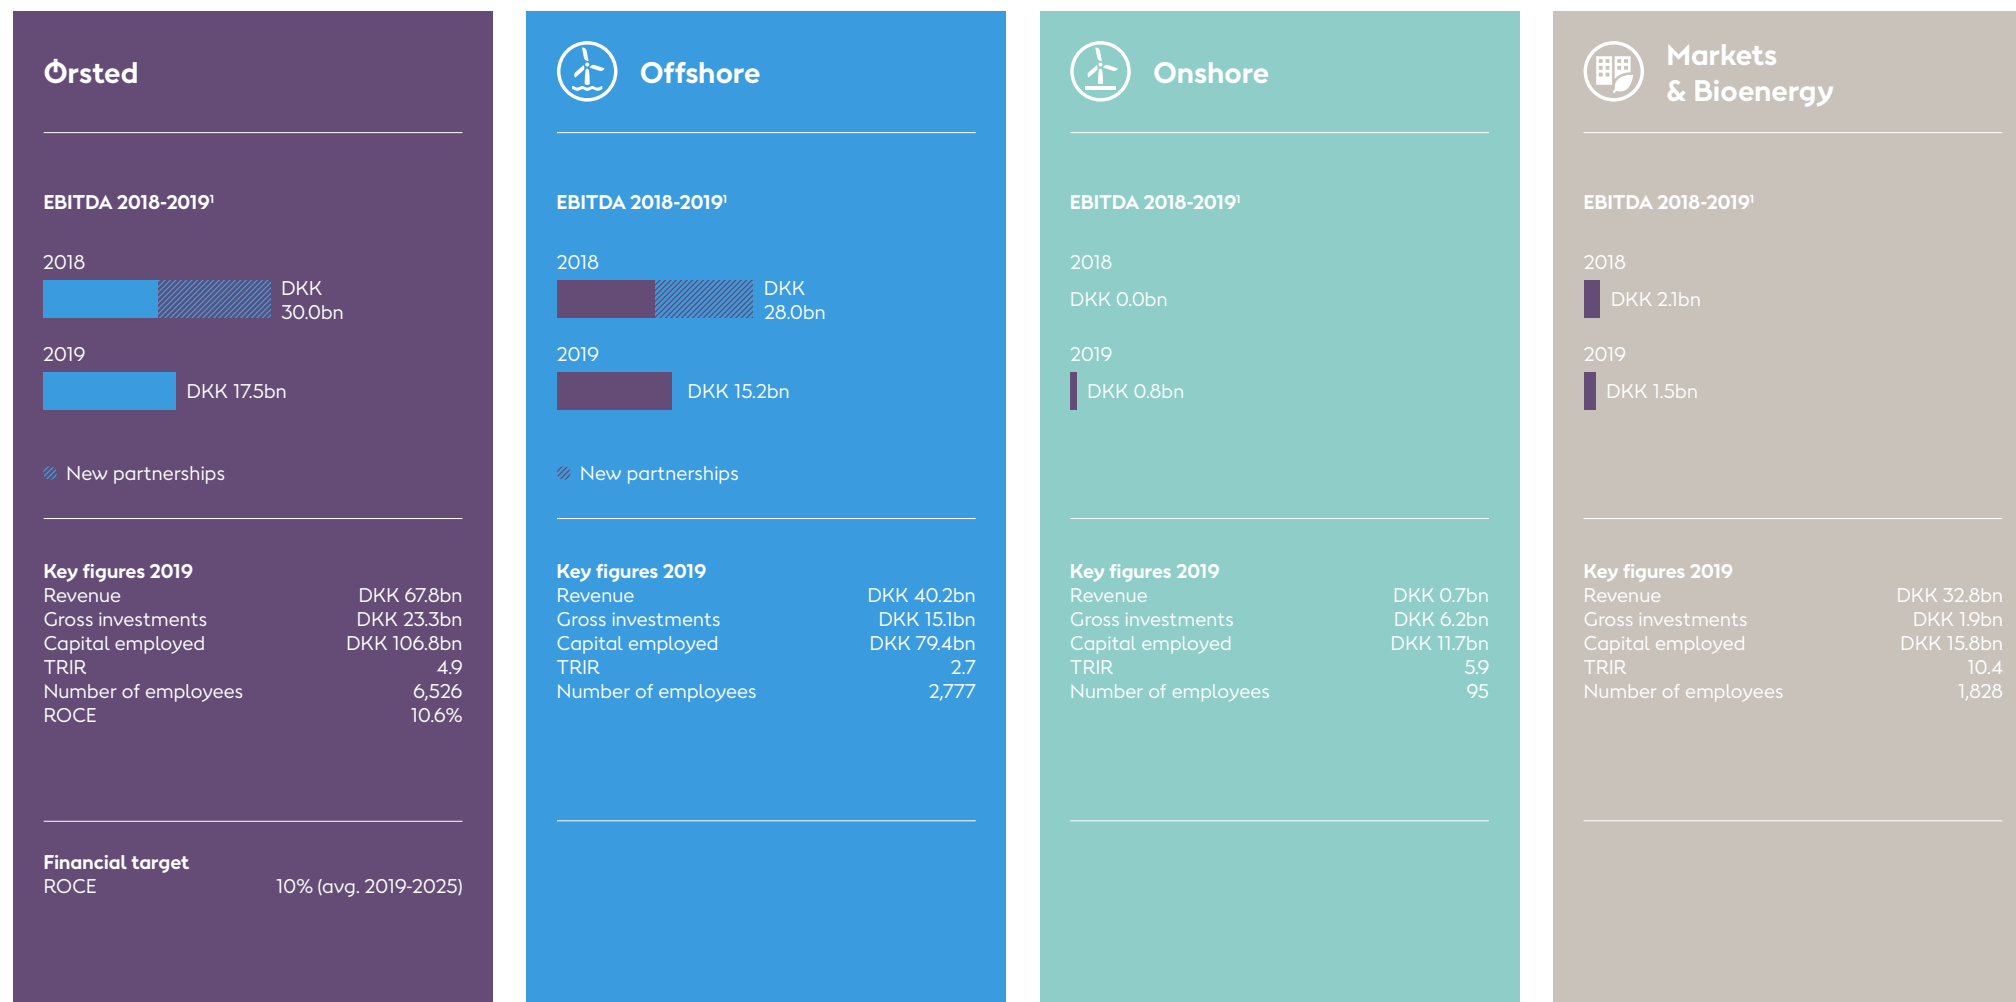 Ørsted
EBITDA 2018-2019¹
2018
DKK
30.0bn
2019
DKK 17.5bn
New partnerships
Key figures 2019
Revenue DKK 67.8bn
Gross investments DKK 23.3bn
Capital employed DKK 106.8bn
TRIR 4.9
Number of employees 6,526
ROCE 10.6%
Financial target
ROCE 10% (avg. 2019-2025)
Offshore
EBITDA 2018-2019¹
2018
DKK
28.0bn
2019
DKK 15.2bn
New partnerships
Key figures 2019
Revenue DKK 40.2bn
Gross investments DKK 15.1bn
Capital employed DKK 79.4bn
TRIR 2.7
Number of employees 2,777
Onshore
EBITDA 2018-2019¹
2018
DKK 0.0bn
2019
DKK 0.8bn
Key figures 2019
Revenue DKK 0.7bn
Gross investments DKK 6.2bn
Capital employed DKK 11.7bn
TRIR 5.9
Number of employees 95
Markets
& Bioenergy
EBITDA 2018-2019¹
2018
DKK 2.1bn
2019
DKK 1.5bn
Key figures 2019
Revenue DKK 32.8bn
Gross investments DKK 1.9bn
Capital employed DKK 15.8bn
TRIR 10.4
Number of employees 1,828